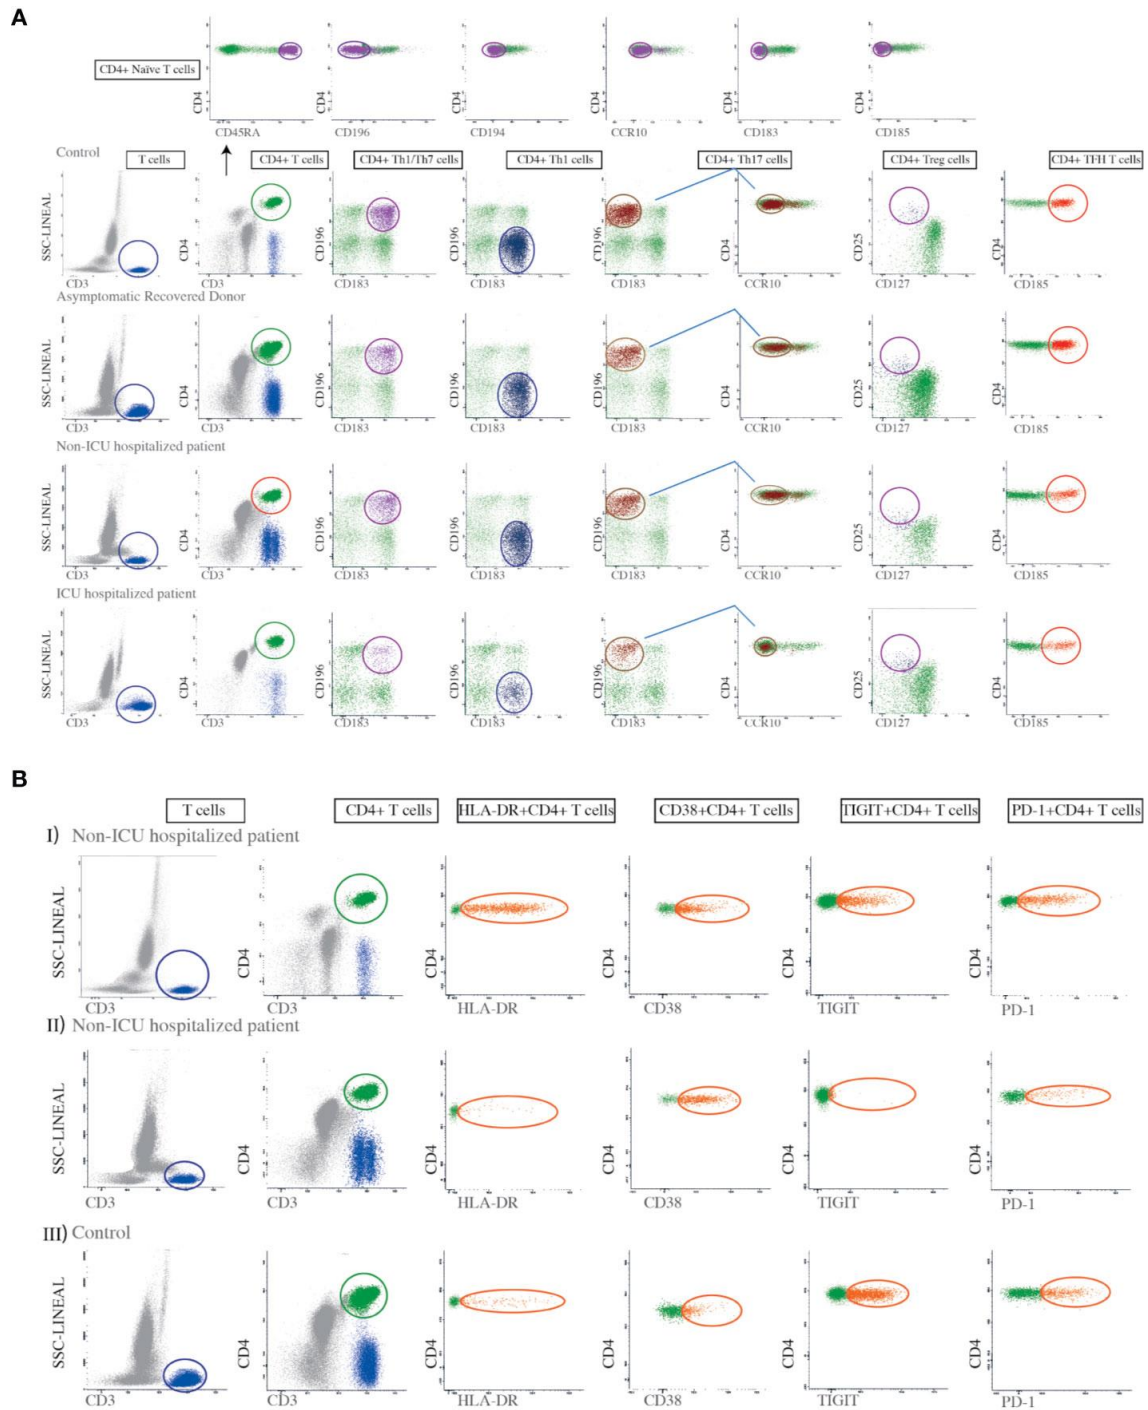 A
CD4+ Naïve T cells
CD4 CD4 CD4 CD4 CD4 CD4
CD45RA CD196 CD194 CCR10 CD183 CD185
Control
T cells CD4+ T cells CD4+ Th1/Th7 cells CD4+ Th1 cells CD4+ Th17 cells CD4+ Treg cells CD4+ TFH T cells
SSC-LINEAL CD4 CD196 CD196 CD196 CD4 CD25 CD4
CD3 CD3 CD183 CD183 CD183 CCR10 CD127 CD185
Asymptomatic Recovered Donor
SSC-LINEAL CD4 CD196 CD196 CD196 CD4 CD25 CD4
CD3 CD3 CD183 CD183 CD183 CCR10 CD127 CD185
Non-ICU hospitalized patient
SSC-LINEAL CD4 CD196 CD196 CD196 CD4 CD25 CD4
CD3 CD3 CD183 CD183 CD183 CCR10 CD127 CD185
ICU hospitalized patient
SSC-LINEAL CD4 CD196 CD196 CD196 CD4 CD25 CD4
CD3 CD3 CD183 CD183 CD183 CCR10 CD127 CD185
B
T cells CD4+ T cells HLA-DR+CD4+ T cells CD38+CD4+ T cells TIGIT+CD4+ T cells PD-1+CD4+ T cells
I) Non-ICU hospitalized patient
SSC-LINEAL CD4 CD4 CD4 CD4 CD4
CD3 CD3 HLA-DR CD38 TIGIT PD-1
II) Non-ICU hospitalized patient
SSC-LINEAL CD4 CD4 CD4 CD4 CD4
CD3 CD3 HLA-DR CD38 TIGIT PD-1
III) Control
SSC-LINEAL CD4 CD4 CD4 CD4 CD4
CD3 CD3 HLA-DR CD38 TIGIT PD-1